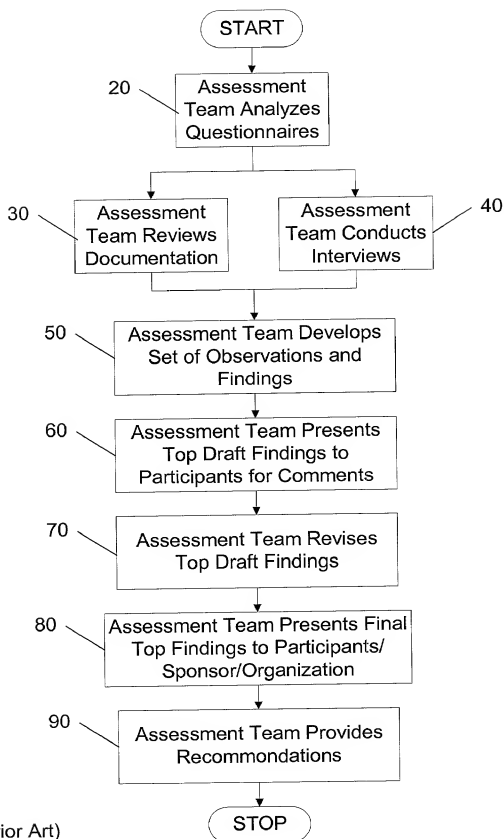 START
20
Assessment
Team Analyzes
Questionnaires
30
Assessment
Team Reviews
Documentation
Assessment
Team Conducts
Interviews
40
50
Assessment Team Develops
Set of Observations and
Findings
60
Assessment Team Presents
Top Draft Findings to
Participants for Comments
70
Assessment Team Revises
Top Draft Findings
80
Assessment Team Presents Final
Top Findings to Participants/
Sponsor/Organization
90
Assessment Team Provides
Recommondations
STOP
ior Art)